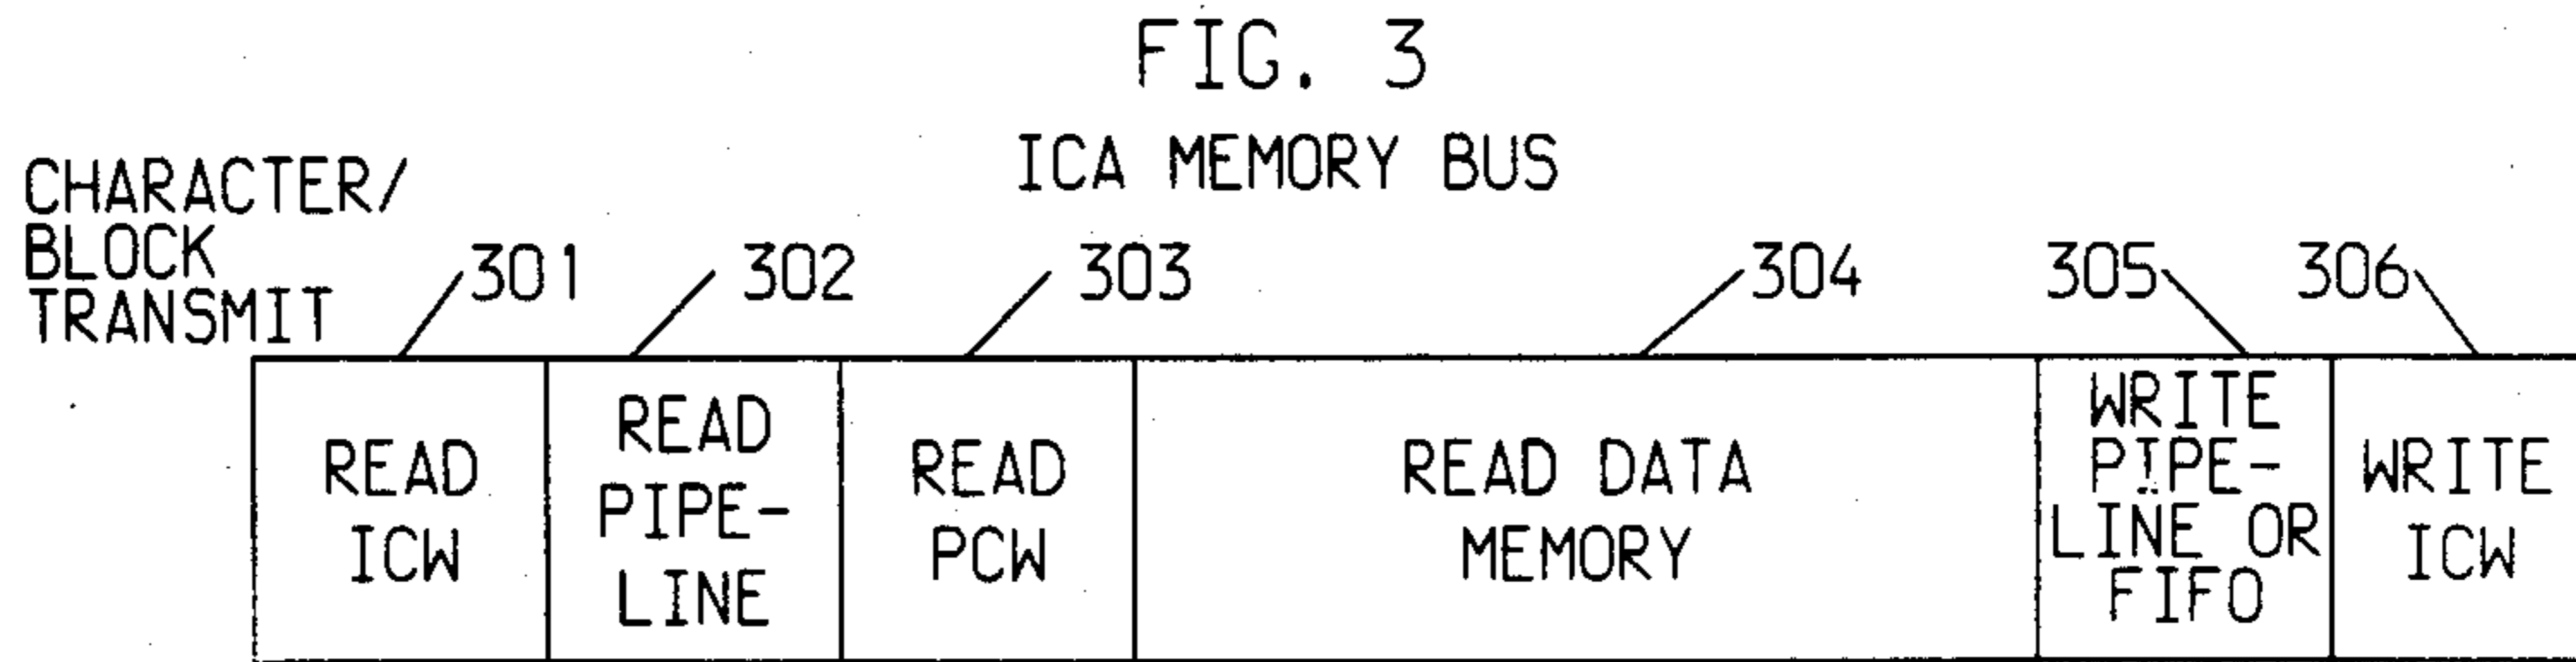 FIG. 3
ICA MEMORY BUS
CHARACTER/
BLOCK
TRANSMIT
301
302
303
304
305
306
READ
ICW
READ
PIPE-
LINE
READ
PCW
READ DATA
MEMORY
WRITE
PIPE-
LINE OR
FIFO
WRITE
ICW